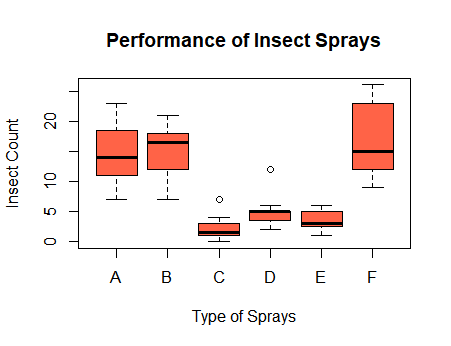 Performance of Insect Sprays
Insect Count
20
10
5
0
A B C D E F
Type of Sprays